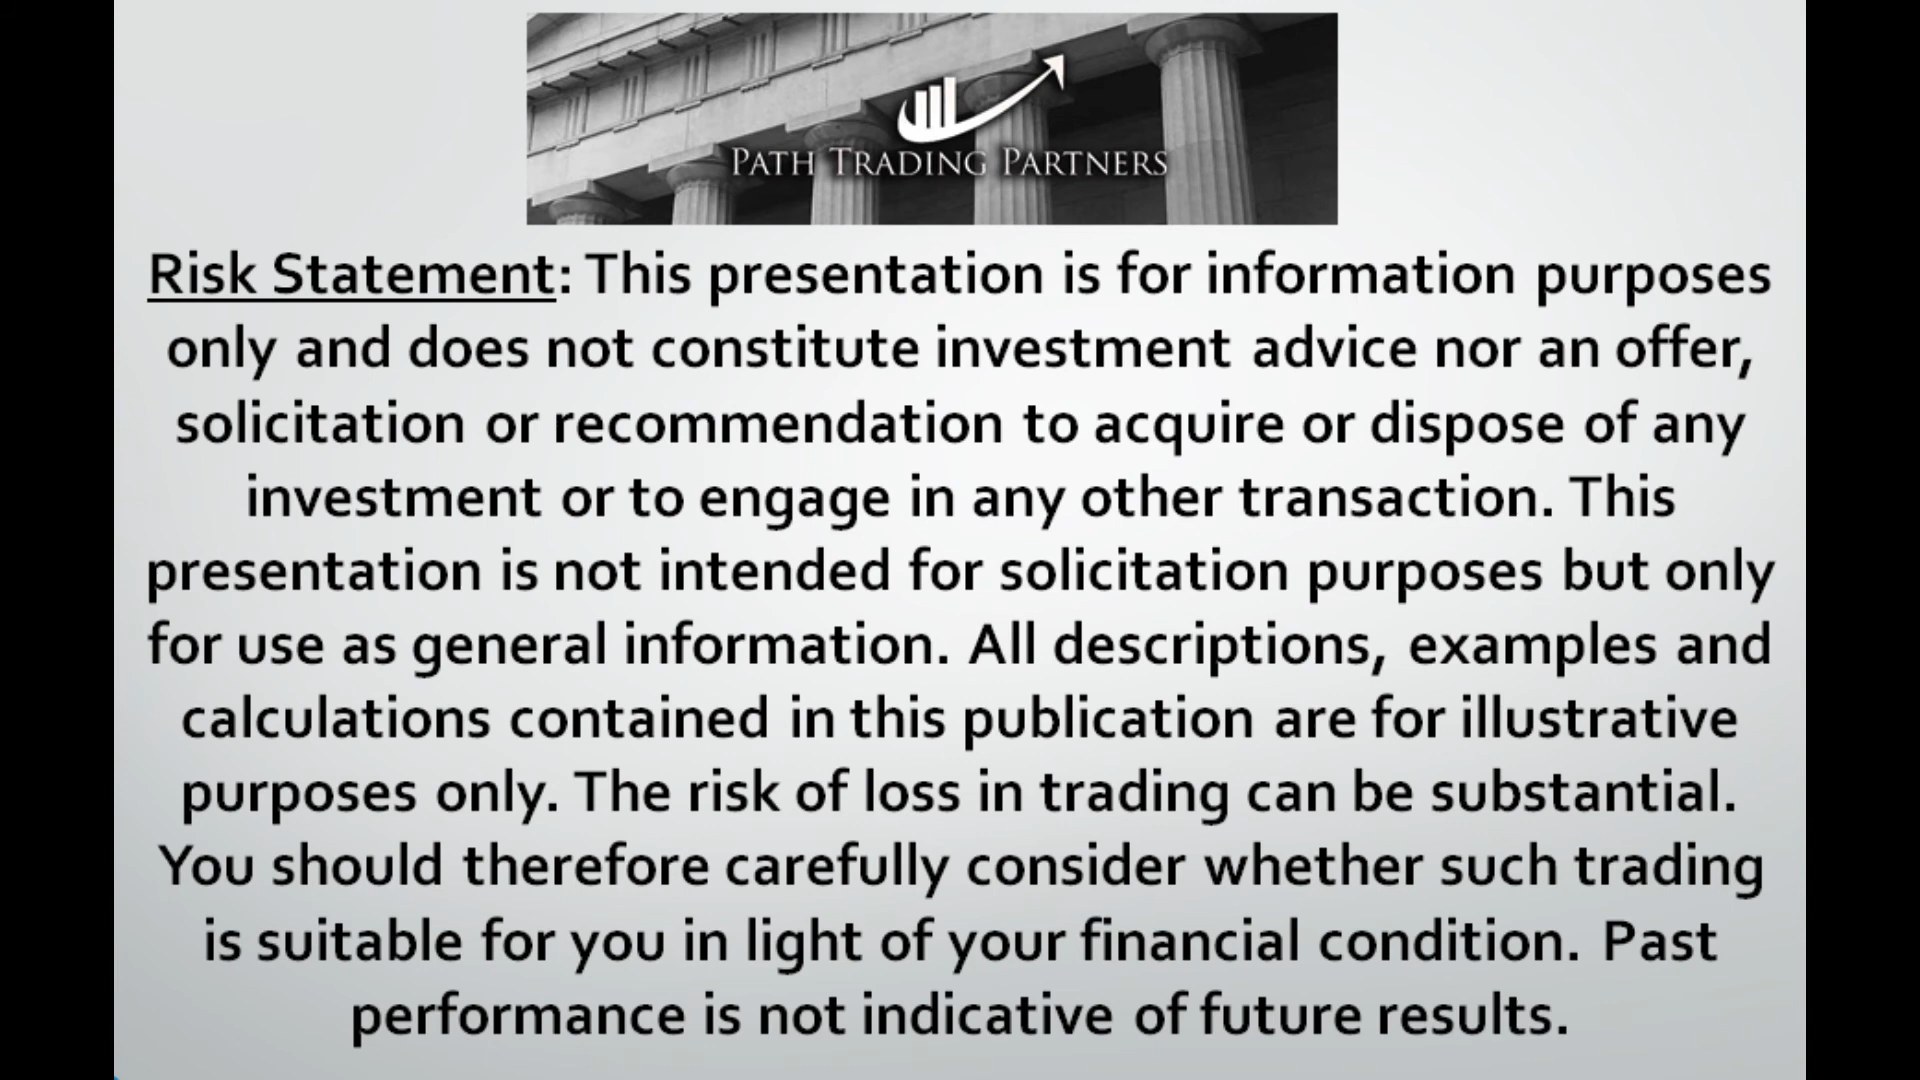 PATH TRADING PARTNERS
Risk Statement: This presentation is for information purposes
only and does not constitute investment advice nor an offer,
solicitation or recommendation to acquire or dispose of any
investment or to engage in any other transaction. This
presentation is not intended for solicitation purposes but only
for use as general information. All descriptions, examples and
calculations contained in this publication are for illustrative
purposes only. The risk of loss in trading can be substantial.
You should therefore carefully consider whether such trading
is suitable for you in light of your financial condition. Past
performance is not indicative of future results.